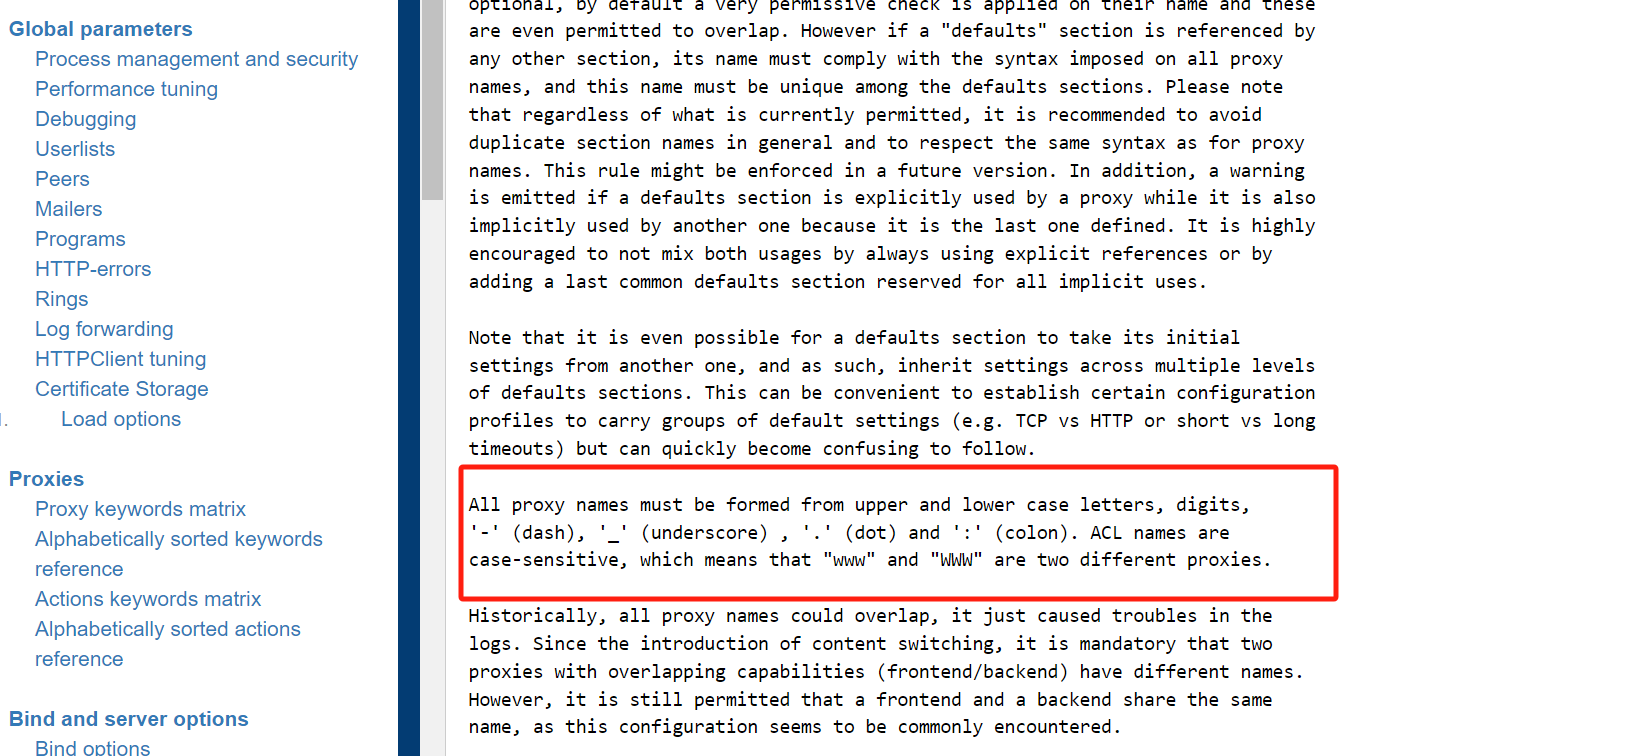 Global parameters
Process management and security
Performance tuning
Debugging
Userlists
Peers
Mailers
Programs
HTTP-errors
Rings
Log forwarding
HTTPClient tuning
Certificate Storage
Load options
Proxies
Proxy keywords matrix
Alphabetically sorted keywords
reference
Actions keywords matrix
Alphabetically sorted actions
reference
Bind and server options
Bind options
optional, by default a very permissive check is applied on their name and these
are even permitted to overlap. However if a "defaults" section is referenced by
any other section, its name must comply with the syntax imposed on all proxy
names, and this name must be unique among the defaults sections. Please note
that regardless of what is currently permitted, it is recommended to avoid
duplicate section names in general and to respect the same syntax as for proxy
names. This rule might be enforced in a future version. In addition, a warning
is emitted if a defaults section is explicitly used by a proxy while it is also
implicitly used by another one because it is the last one defined. It is highly
encouraged to not mix both usages by always using explicit references or by
adding a last common defaults section reserved for all implicit uses.
Note that it is even possible for a defaults section to take its initial
settings from another one, and as such, inherit settings across multiple levels
of defaults sections. This can be convenient to establish certain configuration
profiles to carry groups of default settings (e.g. TCP vs HTTP or short vs long
timeouts) but can quickly become confusing to follow.
All proxy names must be formed from upper and lower case letters, digits,
'-' (dash), '_' (underscore) , '.' (dot) and ':' (colon). ACL names are
case-sensitive, which means that "www" and "WWW" are two different proxies.
Historically, all proxy names could overlap, it just caused troubles in the
logs. Since the introduction of content switching, it is mandatory that two
proxies with overlapping capabilities (frontend/backend) have different names.
However, it is still permitted that a frontend and a backend share the same
name, as this configuration seems to be commonly encountered.